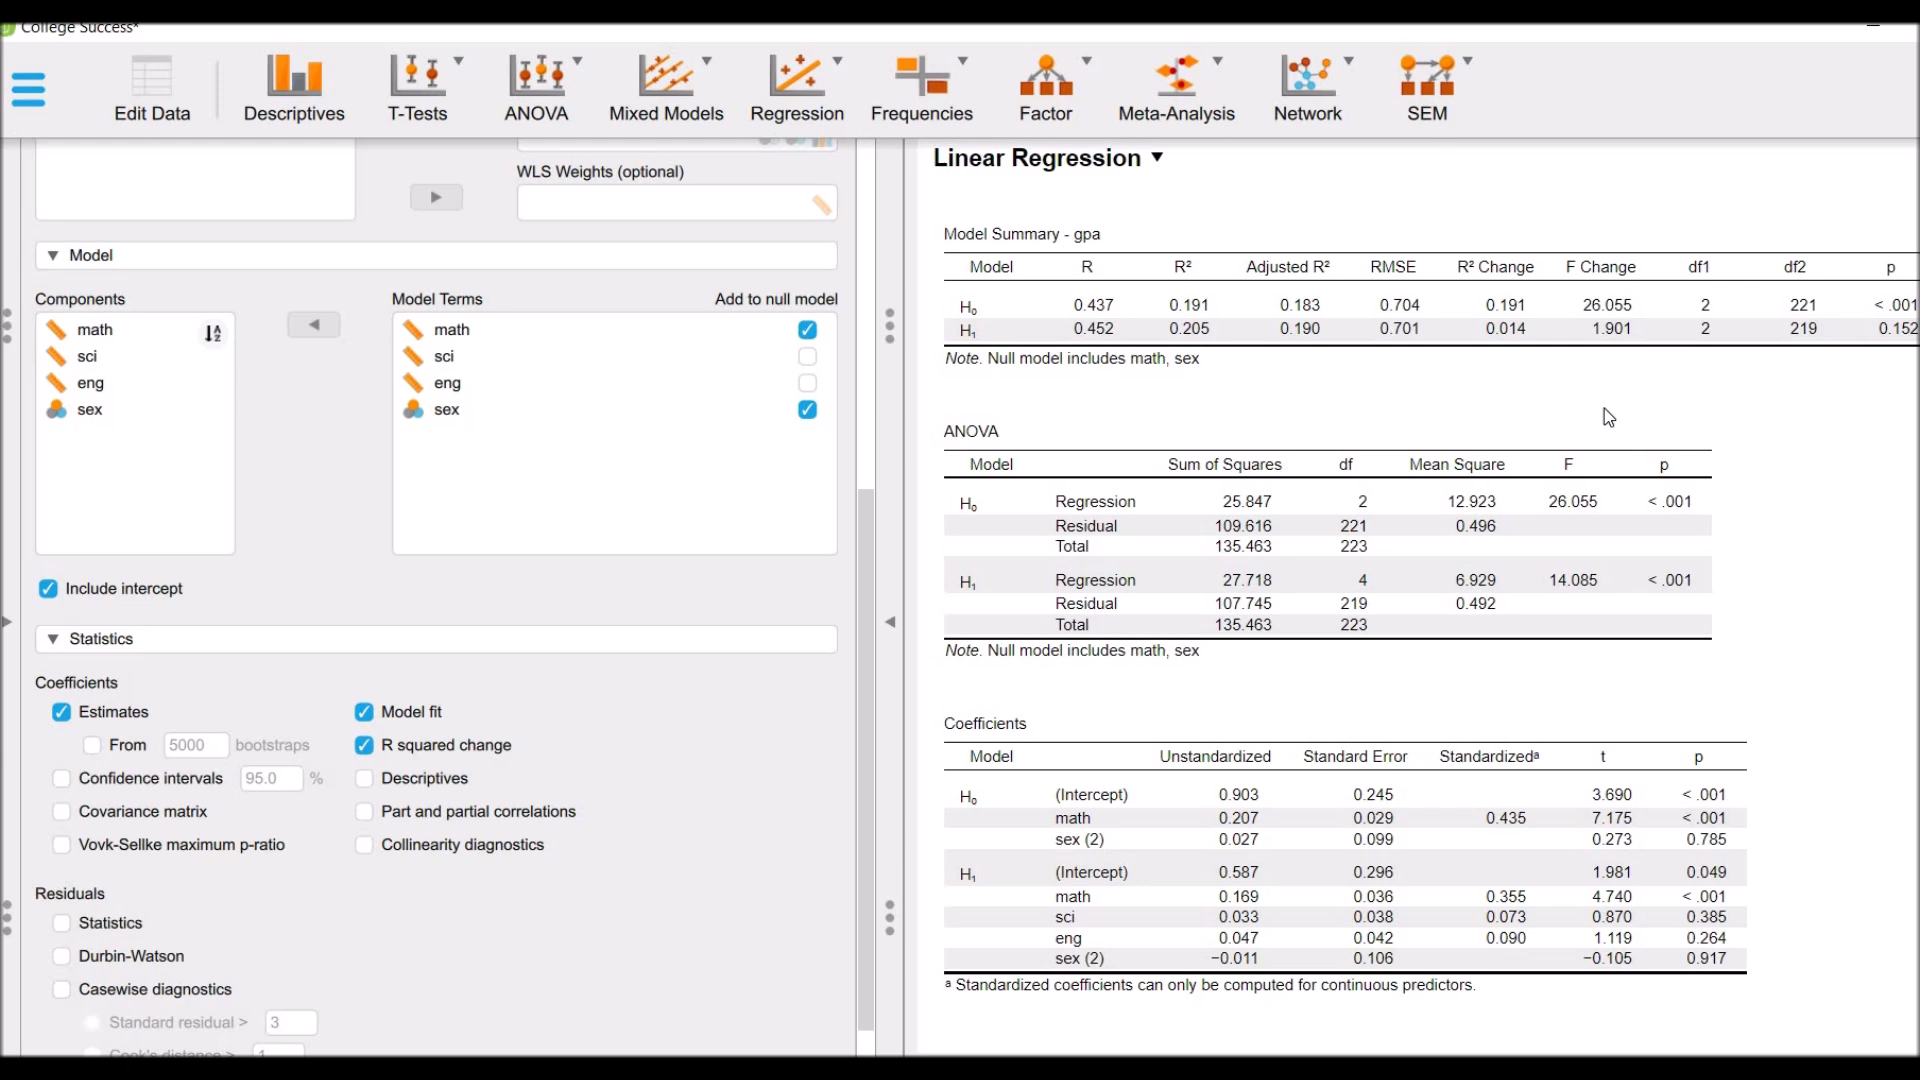 College Success*
Edit Data Descriptives T-Tests ANOVA Mixed Models Regression Frequencies Factor Meta-Analysis Network SEM
WLS Weights (optional)
Model
Components Model Terms Add to null model
math math
sci sci
eng eng
sex sex
Include intercept
Statistics
Coefficients
Estimates Model fit
From 5000 bootstraps R squared change
Confidence intervals 95.0 % Descriptives
Covariance matrix Part and partial correlations
Vovk-Sellke maximum p-ratio Collinearity diagnostics
Residuals
Statistics
Durbin-Watson
Casewise diagnostics
Standard residual > 3
Cook's distance > 1
Linear Regression
Model Summary - gpa
Model R R² Adjusted R² RMSE R² Change F Change df1 df2 p
H₀ 0.437 0.191 0.183 0.704 0.191 26.055 2 221 < .001
H₁ 0.452 0.205 0.190 0.701 0.014 1.901 2 219 0.152
Note. Null model includes math, sex
ANOVA
Model Sum of Squares df Mean Square F p
H₀ Regression 25.847 2 12.923 26.055 < .001
Residual 109.616 221 0.496
Total 135.463 223
H₁ Regression 27.718 4 6.929 14.085 < .001
Residual 107.745 219 0.492
Total 135.463 223
Note. Null model includes math, sex
Coefficients
Model Unstandardized Standard Error Standardizedᵃ t p
H₀ (Intercept) 0.903 0.245 3.690 < .001
math 0.207 0.029 0.435 7.175 < .001
sex (2) 0.027 0.099 0.273 0.785
H₁ (Intercept) 0.587 0.296 1.981 0.049
math 0.169 0.036 0.355 4.740 < .001
sci 0.033 0.038 0.073 0.870 0.385
eng 0.047 0.042 0.090 1.119 0.264
sex (2) −0.011 0.106 −0.105 0.917
ᵃ Standardized coefficients can only be computed for continuous predictors.